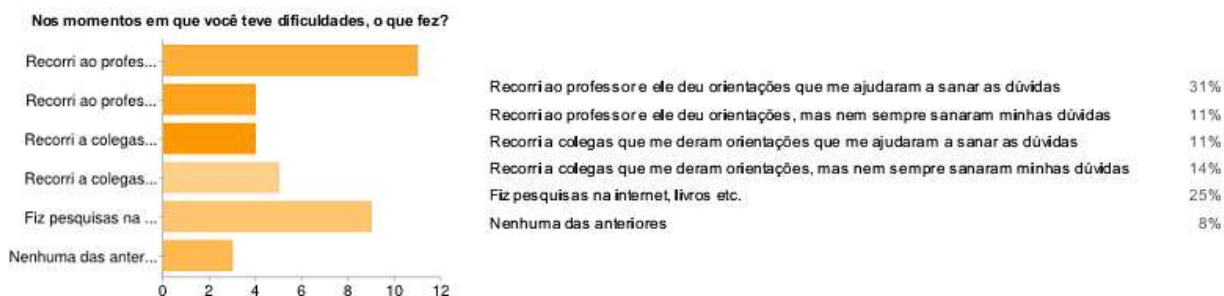 Nos momentos em que você teve dificuldades, o que fez?
Recorri ao profes...
Recorri ao profes...
Recorri a colegas...
Recorri a colegas...
Fiz pesquisas na ...
Nenhuma das anter...
0 2 4 6 8 10 12
Recorri ao professor e ele deu orientações que me ajudaram a sanar as dúvidas 31%
Recorri ao professor e ele deu orientações, mas nem sempre sanaram minhas dúvidas 11%
Recorri a colegas que me deram orientações que me ajudaram a sanar as dúvidas 11%
Recorri a colegas que me deram orientações, mas nem sempre sanaram minhas dúvidas 14%
Fiz pesquisas na internet, livros etc. 25%
Nenhuma das anteriores 8%